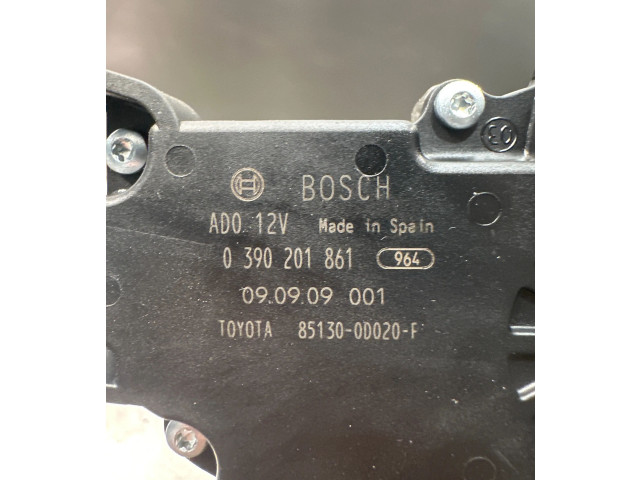 BOSCH
ADO 12V Made in Spain
0 390 201 861 964
09.09.09 001
TOYOTA 85130-0D020-F